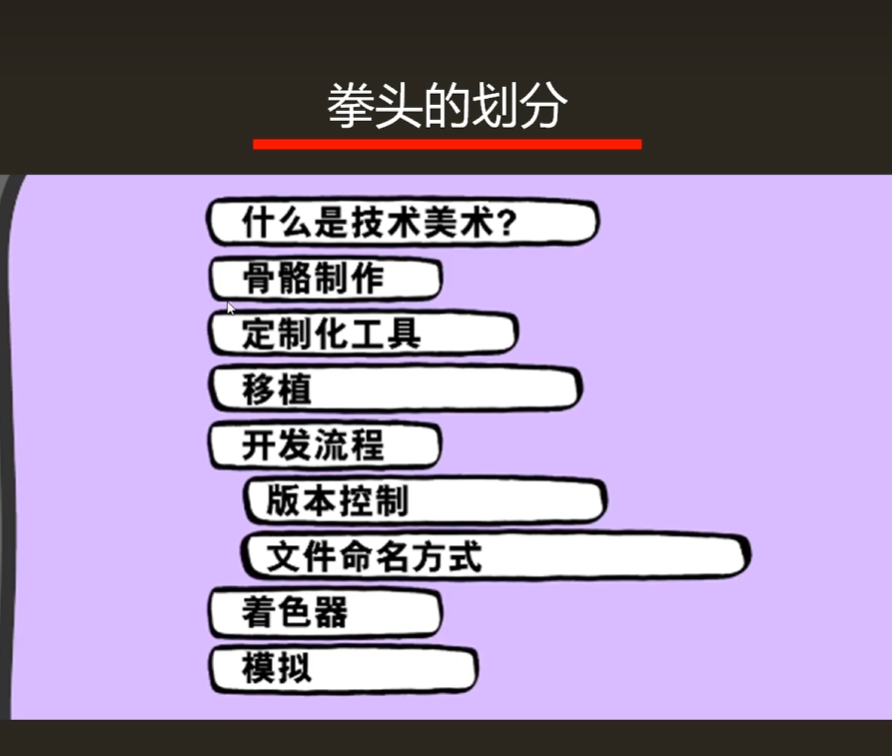 拳头的划分
什么是技术美术?
骨骼制作
定制化工具
移植
开发流程
版本控制
文件命名方式
着色器
模拟